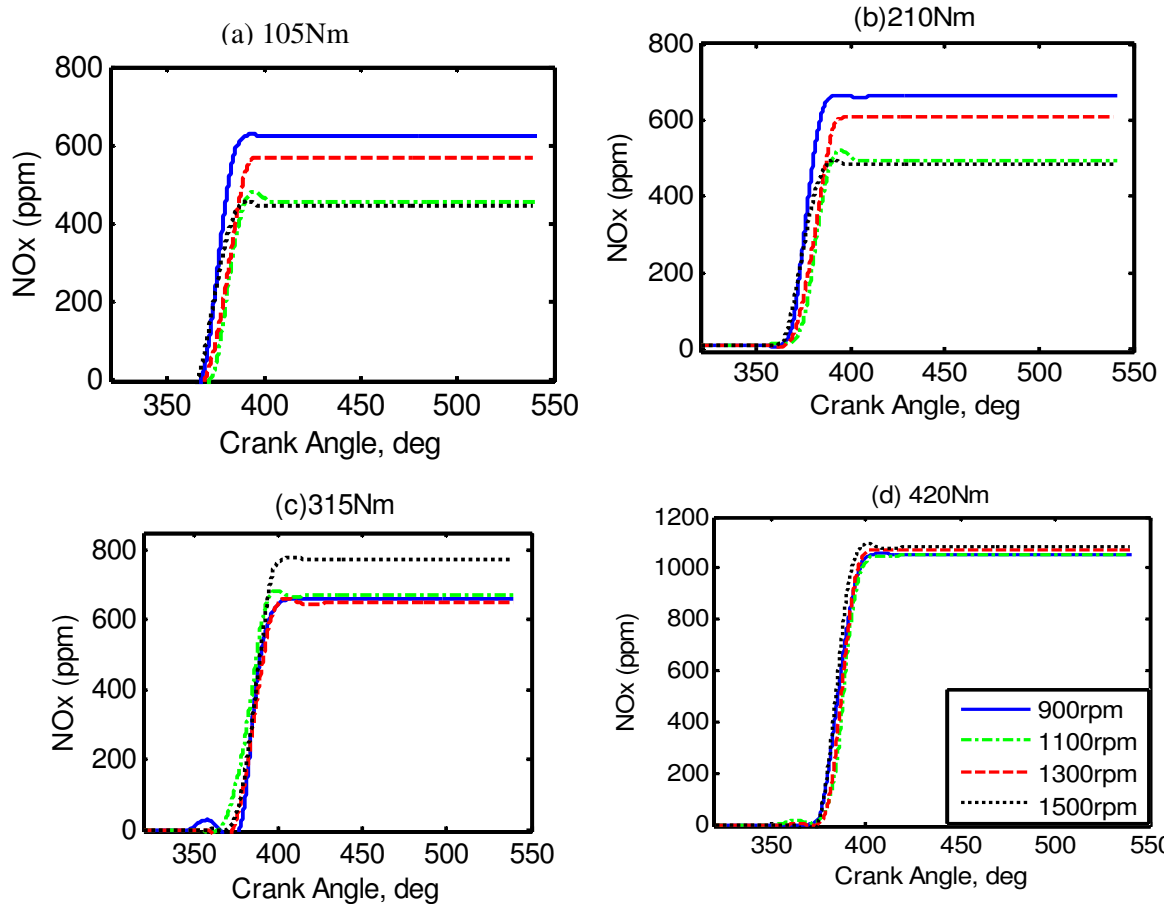 (a) 105Nm
800
600
400
200
0
NOx (ppm)
350 400 450 500 550
Crank Angle, deg
(b)210Nm
800
600
400
200
0
NOx (ppm)
350 400 450 500 550
Crank Angle, deg
(c)315Nm
800
600
400
200
0
NOx (ppm)
350 400 450 500 550
Crank Angle, deg
(d) 420Nm
1200
1000
800
600
400
200
0
NOx (ppm)
350 400 450 500 55
Crank Angle, deg
900rpm
1100rpm
1300rpm
1500rpm